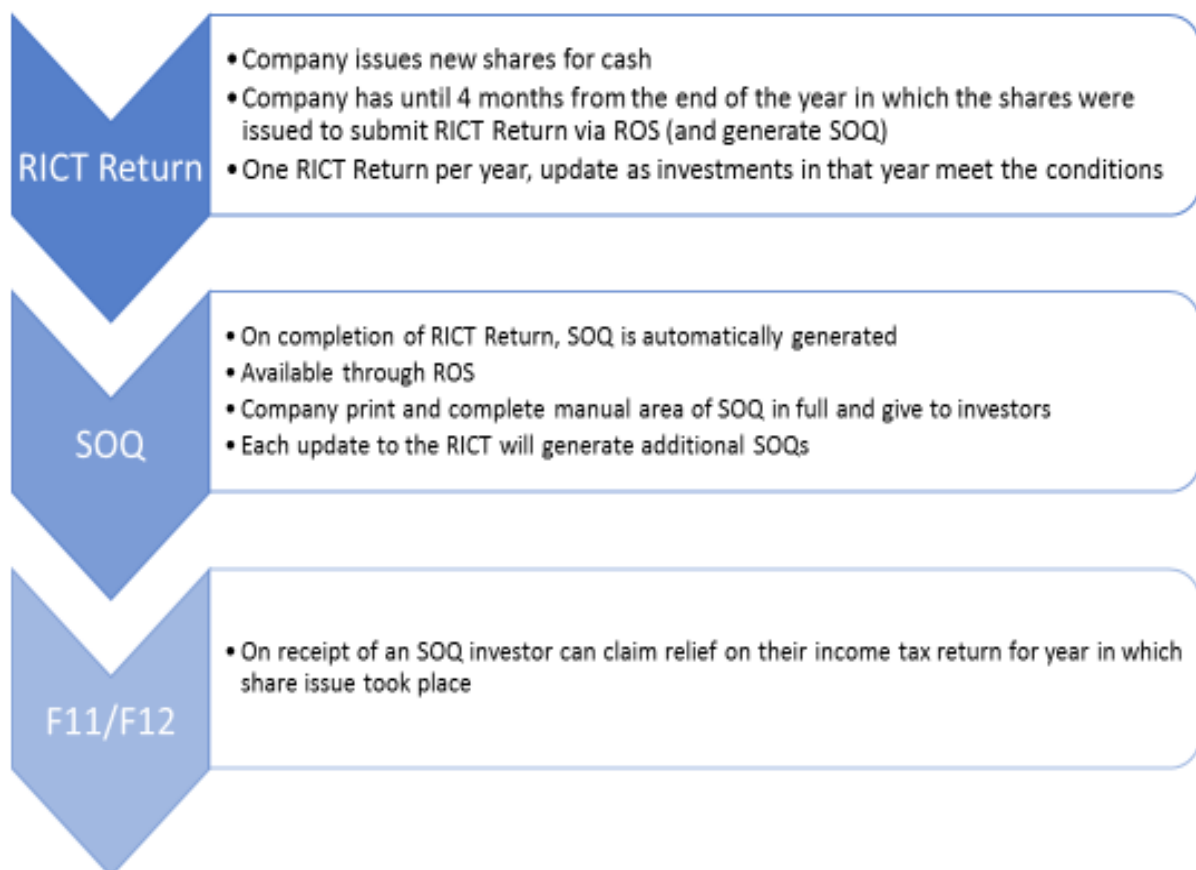 RICT Return
• Company issues new shares for cash
• Company has until 4 months from the end of the year in which the shares were
issued to submit RICT Return via ROS (and generate SOQ)
• One RICT Return per year, update as investments in that year meet the conditions
SOQ
• On completion of RICT Return, SOQ is automatically generated
• Available through ROS
• Company print and complete manual area of SOQ in full and give to investors
• Each update to the RICT will generate additional SOQs
F11/F12
• On receipt of an SOQ investor can claim relief on their income tax return for year in which
share issue took place